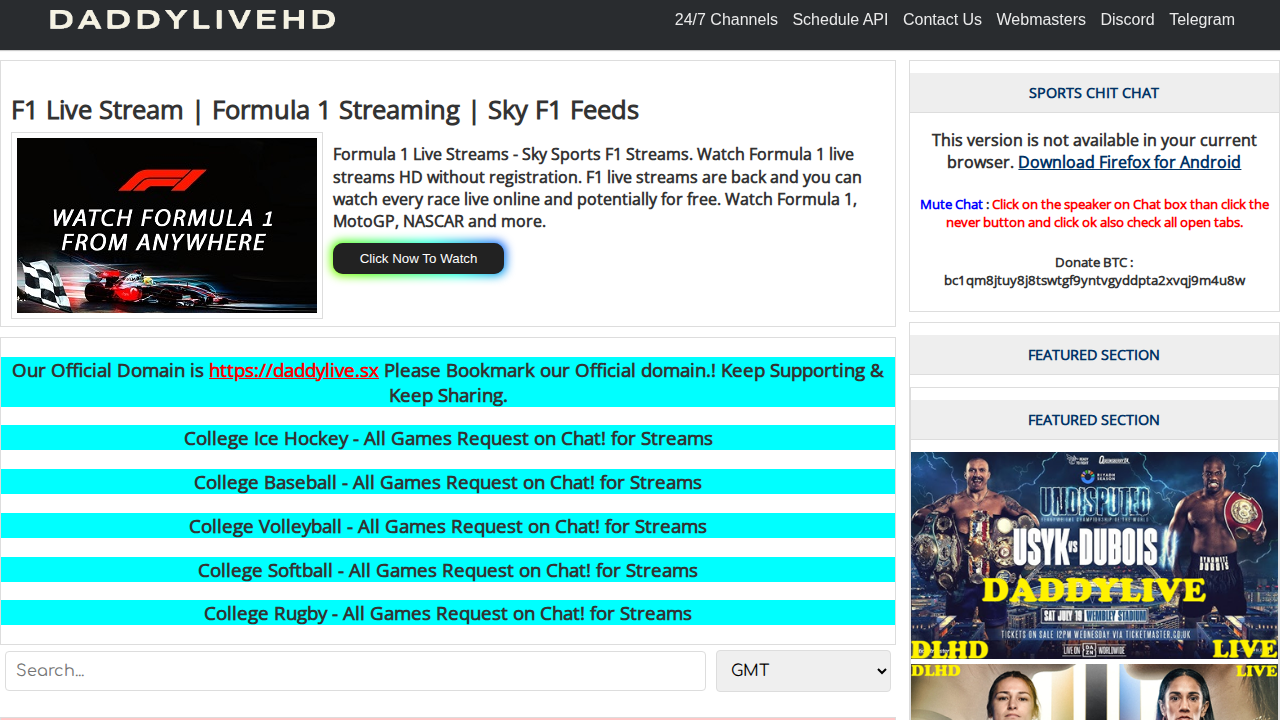 DADDYLIVEHD
24/7 Channels Schedule API Contact Us Webmasters Discord Telegram
F1 Live Stream | Formula 1 Streaming | Sky F1 Feeds
WATCH FORMULA 1
FROM ANYWHERE
Formula 1 Live Streams - Sky Sports F1 Streams. Watch Formula 1 live
streams HD without registration. F1 live streams are back and you can
watch every race live online and potentially for free. Watch Formula 1,
MotoGP, NASCAR and more.
Click Now To Watch
Our Official Domain is https://daddylive.sx Please Bookmark our Official domain.! Keep Supporting &
Keep Sharing.
College Ice Hockey - All Games Request on Chat! for Streams
College Baseball - All Games Request on Chat! for Streams
College Volleyball - All Games Request on Chat! for Streams
College Softball - All Games Request on Chat! for Streams
College Rugby - All Games Request on Chat! for Streams
Search...
GMT
SPORTS CHIT CHAT
This version is not available in your current
browser. Download Firefox for Android
Mute Chat : Click on the speaker on Chat box than click the
never button and click ok also check all open tabs.
Donate BTC :
bc1qm8jtuy8j8tswtgf9yntvgyddpta2xvqj9m4u8w
FEATURED SECTION
FEATURED SECTION
RIYADH
SEASON
UNDISPUTED
USYK VS DUBOIS
DADDYLIVE
SAT JULY 19 WEMBLEY STADIUM
TICKETS ON SALE 12PM WEDNESDAY VIA TICKETMASTER.CO.UK
LIVE ON DAZN WORLDWIDE
DLHD LIVE
DLHD LIVE